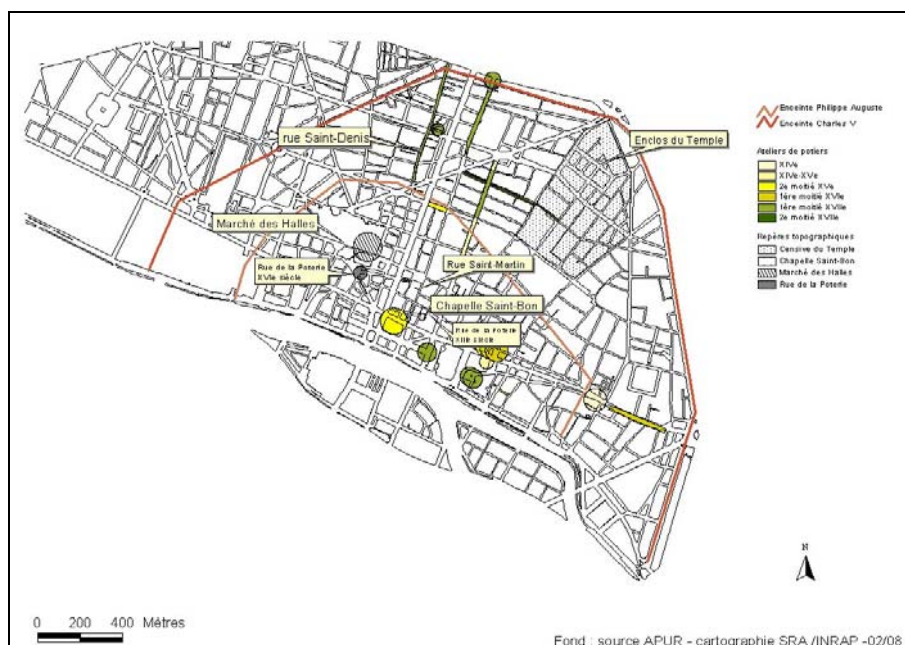 rue Saint-Denis
Enclos du Temple
Marché des Halles
Rue de la Poterie
XVIe siècle
Rue Saint-Martin
Chapelle Saint-Bon
Rue de la Poterie
XIIIe siècle
Enceinte Philippe Auguste
Enceinte Charles V
Ateliers de potiers
XIVe
XIVe-XVe
2e moitié XVe
1ère moitié XVIe
1ère moitié XVIIe
2e moitié XVIIe
Repères topographiques
Censive du Temple
Chapelle Saint-Bon
Marché des Halles
Rue de la Poterie
N
0 200 400 Mètres
Fond : source APUR - cartographie SRA /INRAP -02/08